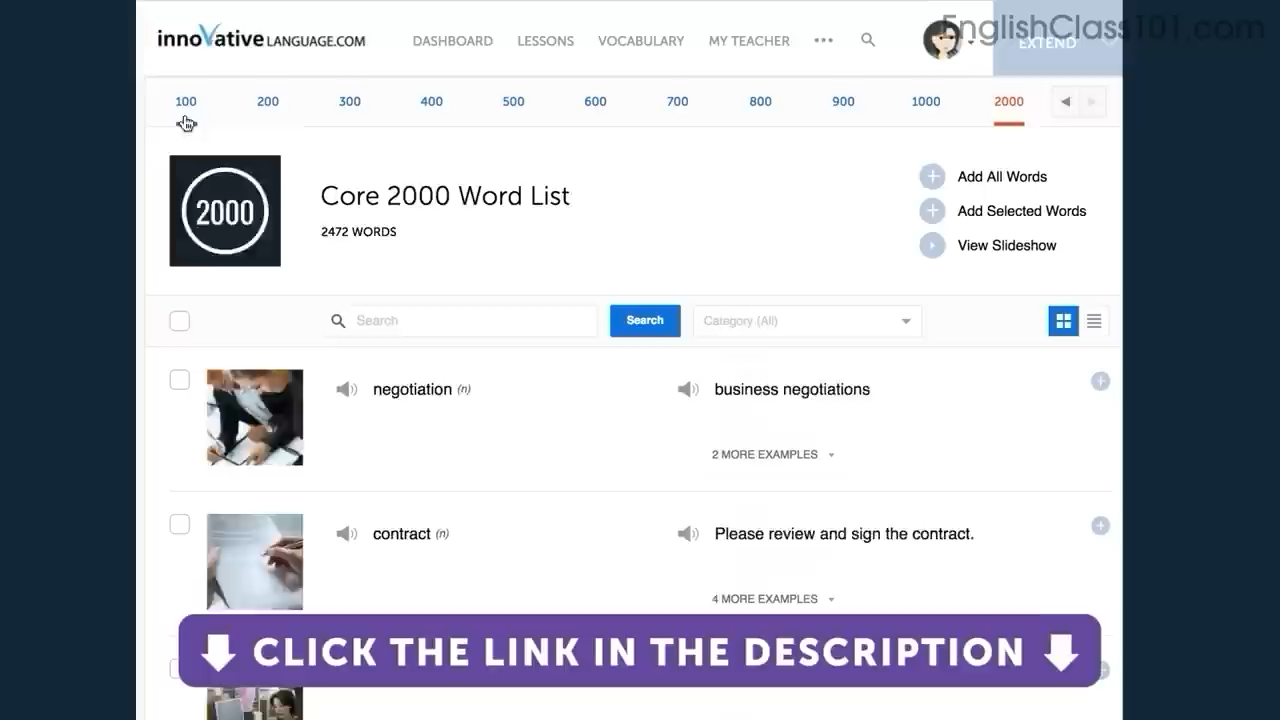 EnglishClass101.com
innoVative LANGUAGE.COM
DASHBOARD LESSONS VOCABULARY MY TEACHER ••• EXTEND
100 200 300 400 500 600 700 800 900 1000 2000
2000
Core 2000 Word List
2472 WORDS
Add All Words
Add Selected Words
View Slideshow
Search Search Category (All)
negotiation (n) business negotiations
2 MORE EXAMPLES
contract (n) Please review and sign the contract.
4 MORE EXAMPLES
CLICK THE LINK IN THE DESCRIPTION